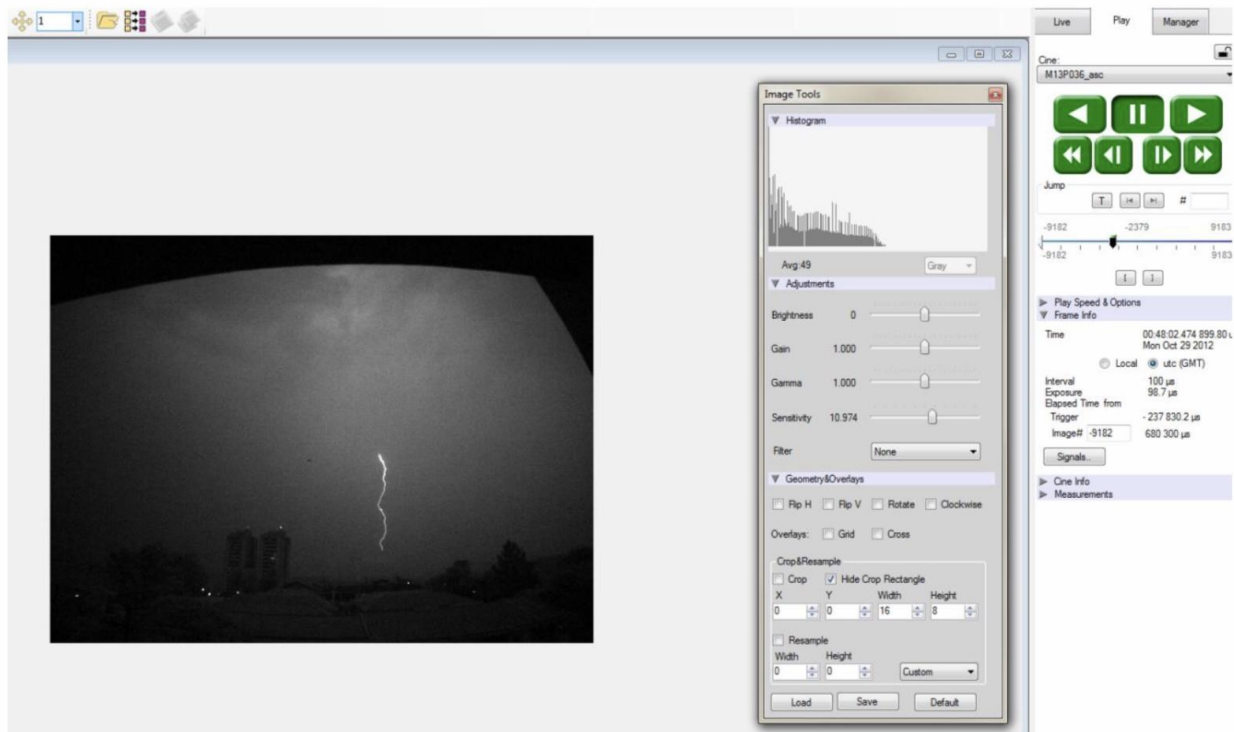 1
Live Play Manager
Cine:
M13P036_asc
Jump
T #
-9182 -2379 9183
-9182 9183
[ ]
Play Speed & Options
Frame Info
Time 00:48:02.474 899.80 u
Mon Oct 29 2012
Local utc (GMT)
Interval 100 µs
Exposure 98.7 µs
Elapsed Time from
Trigger - 237 830.2 µs
Image# -9182 680 300 µs
Signals..
Cine Info
Measurements
Image Tools
Histogram
Avg:49 Gray
Adjustments
Brightness 0
Gain 1.000
Gamma 1.000
Sensitivity 10.974
Filter None
Geometry&Overlays
Flip H Flip V Rotate Clockwise
Overlays: Grid Cross
Crop&Resample
Crop Hide Crop Rectangle
X Y Width Height
0 0 16 8
Resample
Width Height
0 0 Custom
Load Save Default